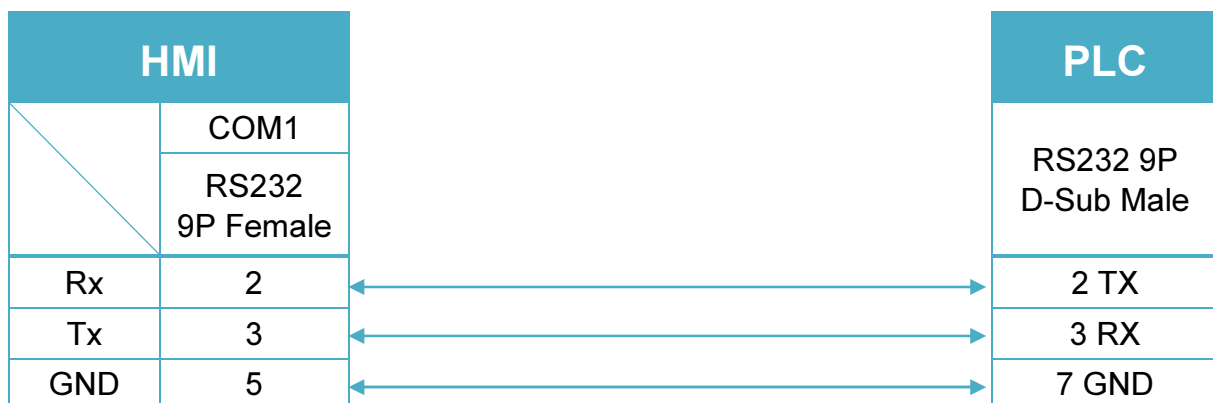 HMI
PLC
COM1
RS232
9P Female
RS232 9P
D-Sub Male
Rx 2 2 TX
Tx 3 3 RX
GND 5 7 GND